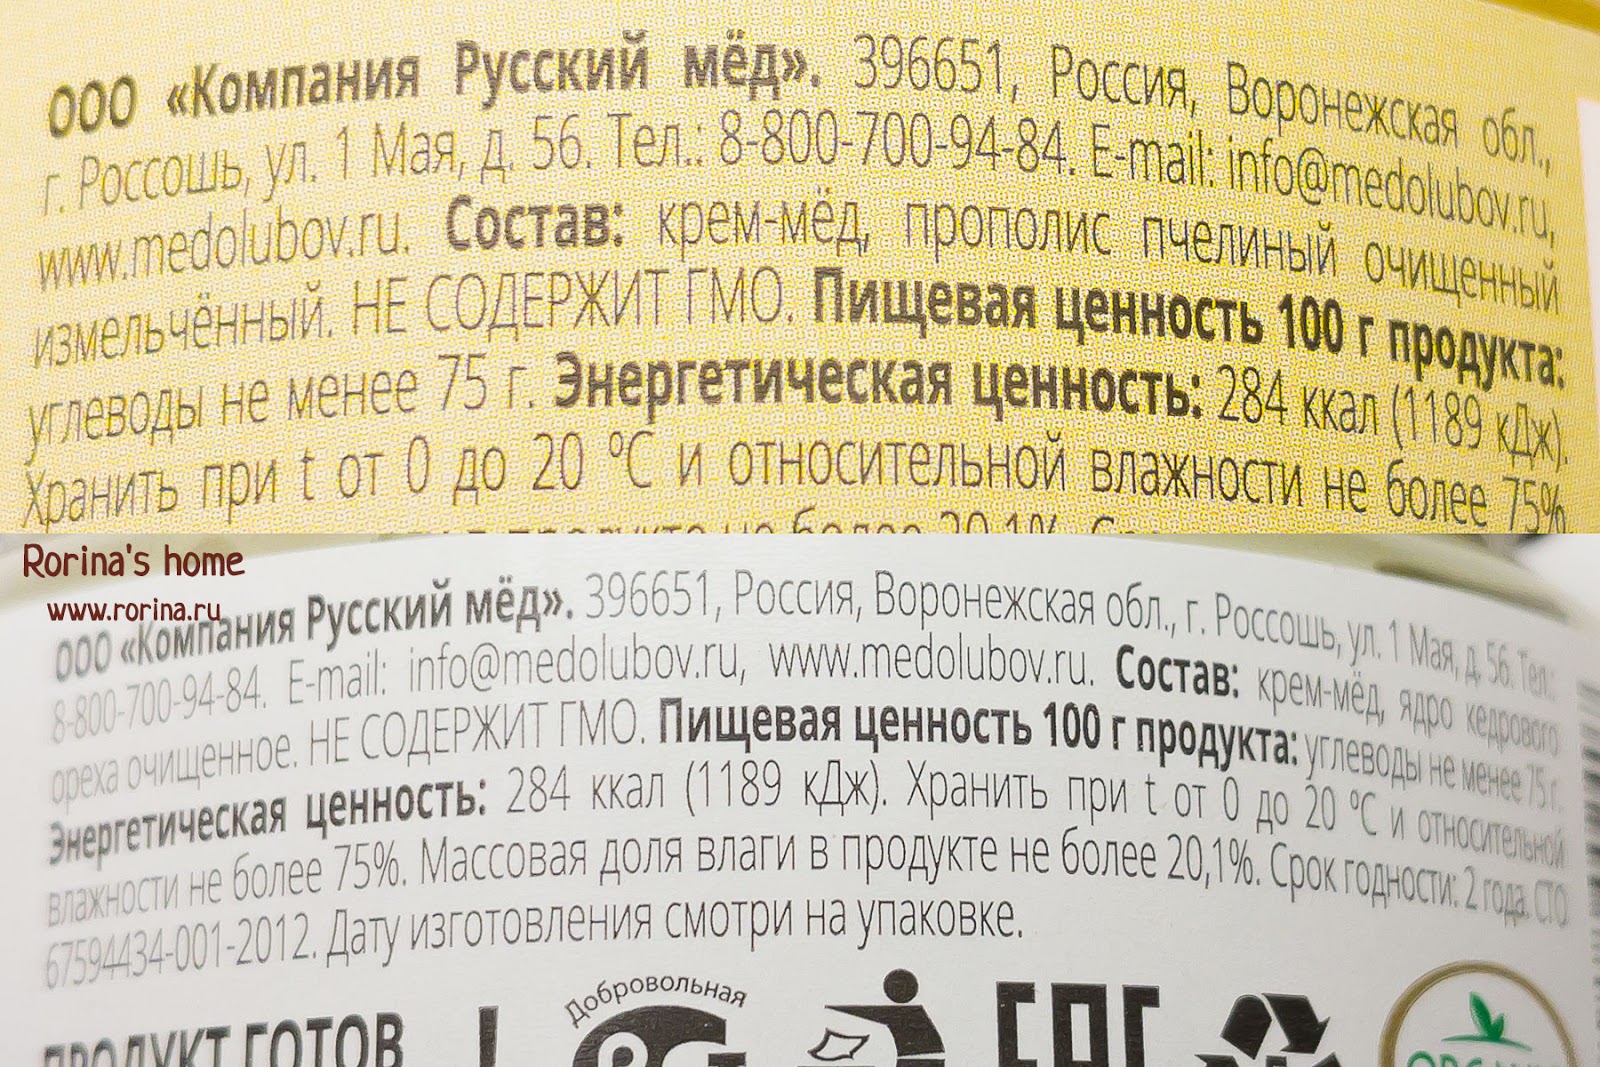 ООО «Компания Русский мёд». 396651, Россия, Воронежская обл.,
г. Россошь, ул. 1 Мая, д. 56. Тел.: 8-800-700-94-84. E-mail: info@medolubov.ru,
www.medolubov.ru. Состав: крем-мёд, прополис пчелиный очищенный
измельчённый. НЕ СОДЕРЖИТ ГМО. Пищевая ценность 100 г продукта:
углеводы не менее 75 г. Энергетическая ценность: 284 ккал (1189 кДж).
Хранить при t от 0 до 20 °С и относительной влажности не более 75%
Rorina's home
www.rorina.ru
ООО «Компания Русский мёд». 396651, Россия, Воронежская обл., г. Россошь, ул. 1 Мая, д. 56. Тел.:
8-800-700-94-84. E-mail: info@medolubov.ru, www.medolubov.ru. Состав: крем-мёд, ядро кедрового
ореха очищенное. НЕ СОДЕРЖИТ ГМО. Пищевая ценность 100 г продукта: углеводы не менее 75 г.
Энергетическая ценность: 284 ккал (1189 кДж). Хранить при t от 0 до 20 °С и относительной
влажности не более 75%. Массовая доля влаги в продукте не более 20,1%. Срок годности: 2 года. СТО
67594434-001-2012. Дату изготовления смотри на упаковке.
Добровольная
ПРОДУКТ ГОТОВ